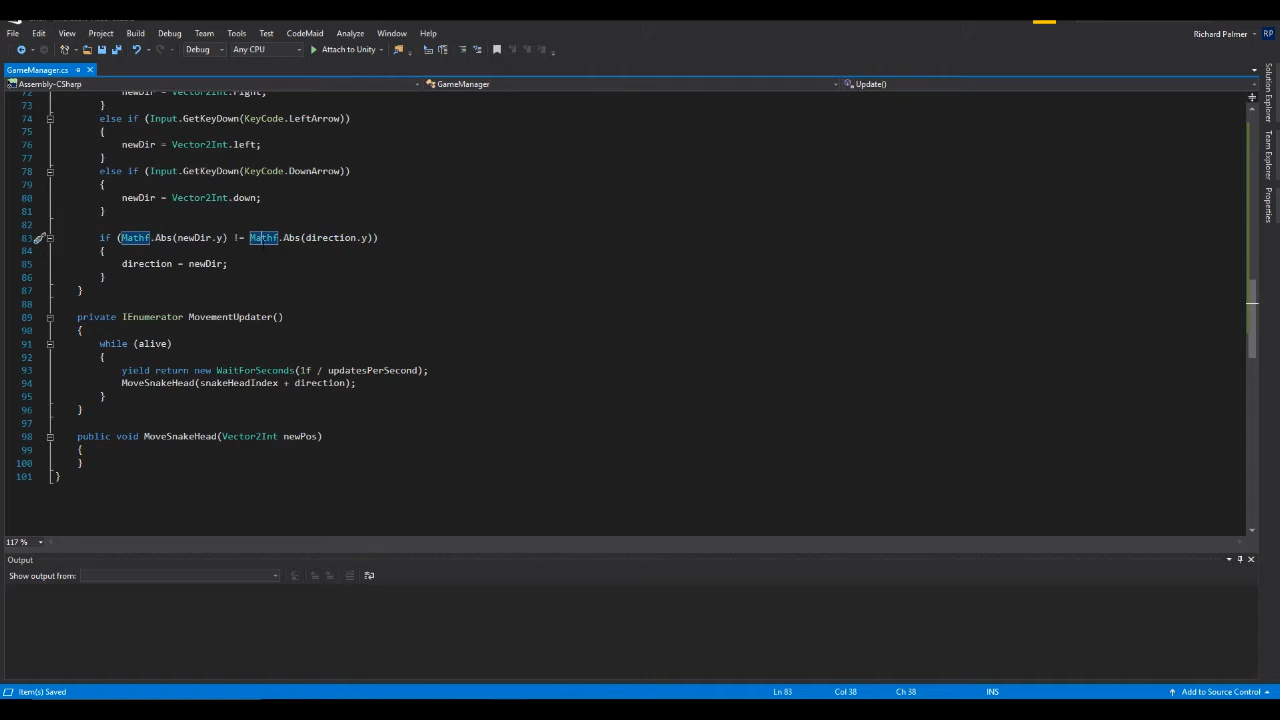 File Edit View Project Build Debug Team Tools Test CodeMaid Analyze Window Help Richard Palmer RP
Debug Any CPU Attach to Unity
GameManager.cs
Assembly-CSharp GameManager Update()
72 newDir = Vector2Int.right;
73 }
74 else if (Input.GetKeyDown(KeyCode.LeftArrow))
75 {
76 newDir = Vector2Int.left;
77 }
78 else if (Input.GetKeyDown(KeyCode.DownArrow))
79 {
80 newDir = Vector2Int.down;
81 }
82
83 if (Mathf.Abs(newDir.y) != Mathf.Abs(direction.y))
84 {
85 direction = newDir;
86 }
87 }
88
89 private IEnumerator MovementUpdater()
90 {
91 while (alive)
92 {
93 yield return new WaitForSeconds(1f / updatesPerSecond);
94 MoveSnakeHead(snakeHeadIndex + direction);
95 }
96 }
97
98 public void MoveSnakeHead(Vector2Int newPos)
99 {
100 }
101 }
117 %
Output
Show output from:
Item(s) Saved Ln 83 Col 38 Ch 38 INS Add to Source Control
Solution Explorer
Team Explorer
Properties